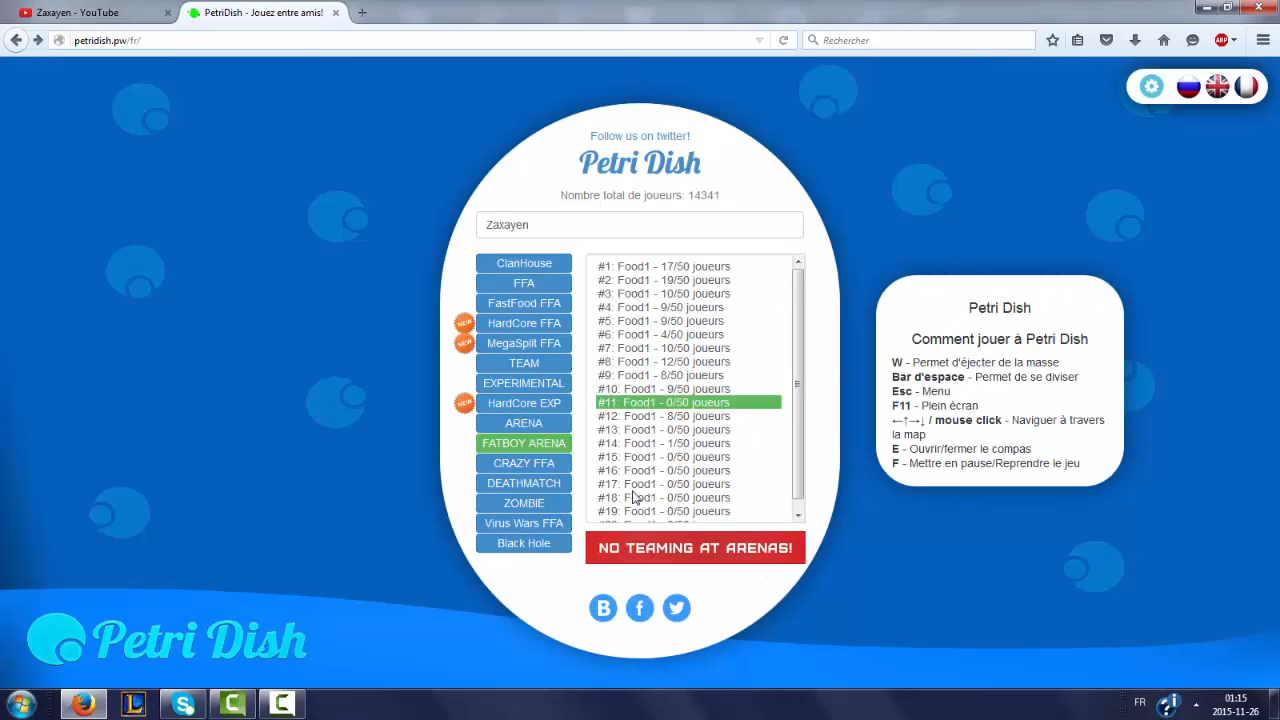 Zaxayen - YouTube
PetriDish - Jouez entre amis!
petridish.pw/fr/
Rechercher
ABP
Follow us on twitter!
Petri Dish
Nombre total de joueurs: 14341
Zaxayen
ClanHouse
FFA
FastFood FFA
NEW
HardCore FFA
NEW
MegaSplit FFA
TEAM
EXPERIMENTAL
NEW
HardCore EXP
ARENA
FATBOY ARENA
CRAZY FFA
DEATHMATCH
ZOMBIE
Virus Wars FFA
Black Hole
#1: Food1 - 17/50 joueurs
#2: Food1 - 19/50 joueurs
#3: Food1 - 10/50 joueurs
#4: Food1 - 9/50 joueurs
#5: Food1 - 9/50 joueurs
#6: Food1 - 4/50 joueurs
#7: Food1 - 10/50 joueurs
#8: Food1 - 12/50 joueurs
#9: Food1 - 8/50 joueurs
#10: Food1 - 9/50 joueurs
#11: Food1 - 0/50 joueurs
#12: Food1 - 8/50 joueurs
#13: Food1 - 0/50 joueurs
#14: Food1 - 1/50 joueurs
#15: Food1 - 0/50 joueurs
#16: Food1 - 0/50 joueurs
#17: Food1 - 0/50 joueurs
#18: Food1 - 0/50 joueurs
#19: Food1 - 0/50 joueurs
NO TEAMING AT ARENAS!
Petri Dish
Comment jouer à Petri Dish
W - Permet d'éjecter de la masse
Bar d'espace - Permet de se diviser
Esc - Menu
F11 - Plein écran
←↑→↓ / mouse click - Naviguer à travers
la map
E - Ouvrir/fermer le compas
F - Mettre en pause/Reprendre le jeu
Petri Dish
FR
01:15
2015-11-26